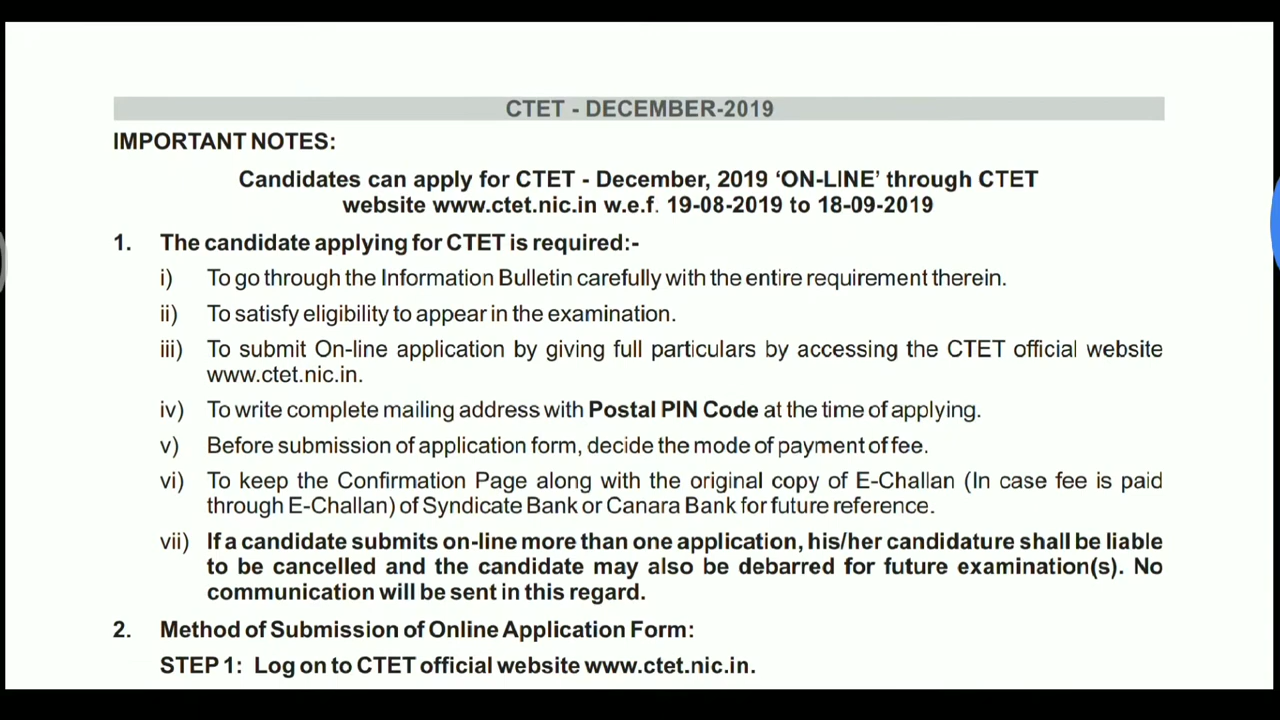 CTET - DECEMBER-2019
IMPORTANT NOTES:
Candidates can apply for CTET - December, 2019 ‘ON-LINE’ through CTET
website www.ctet.nic.in w.e.f. 19-08-2019 to 18-09-2019
1. The candidate applying for CTET is required:-
i) To go through the Information Bulletin carefully with the entire requirement therein.
ii) To satisfy eligibility to appear in the examination.
iii) To submit On-line application by giving full particulars by accessing the CTET official website
www.ctet.nic.in.
iv) To write complete mailing address with Postal PIN Code at the time of applying.
v) Before submission of application form, decide the mode of payment of fee.
vi) To keep the Confirmation Page along with the original copy of E-Challan (In case fee is paid
through E-Challan) of Syndicate Bank or Canara Bank for future reference.
vii) If a candidate submits on-line more than one application, his/her candidature shall be liable
to be cancelled and the candidate may also be debarred for future examination(s). No
communication will be sent in this regard.
2. Method of Submission of Online Application Form:
STEP 1: Log on to CTET official website www.ctet.nic.in.